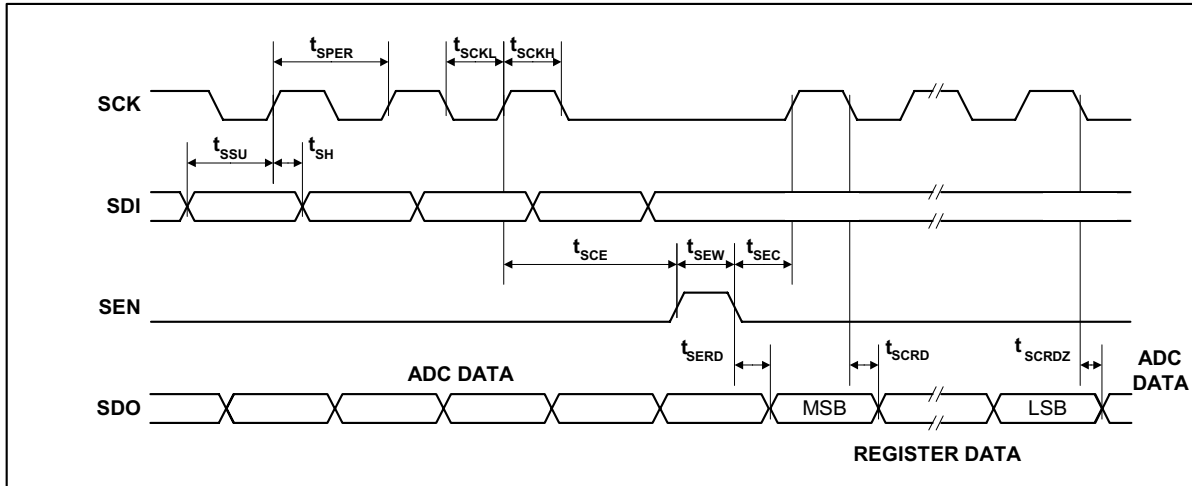 tSPER
tSCKL
tSCKH
SCK
tSSU
tSH
SDI
tSCE
tSEW
tSEC
SEN
tSERD
tSCRD
tSCRDZ
ADC DATA
ADC
DATA
SDO
MSB
LSB
REGISTER DATA